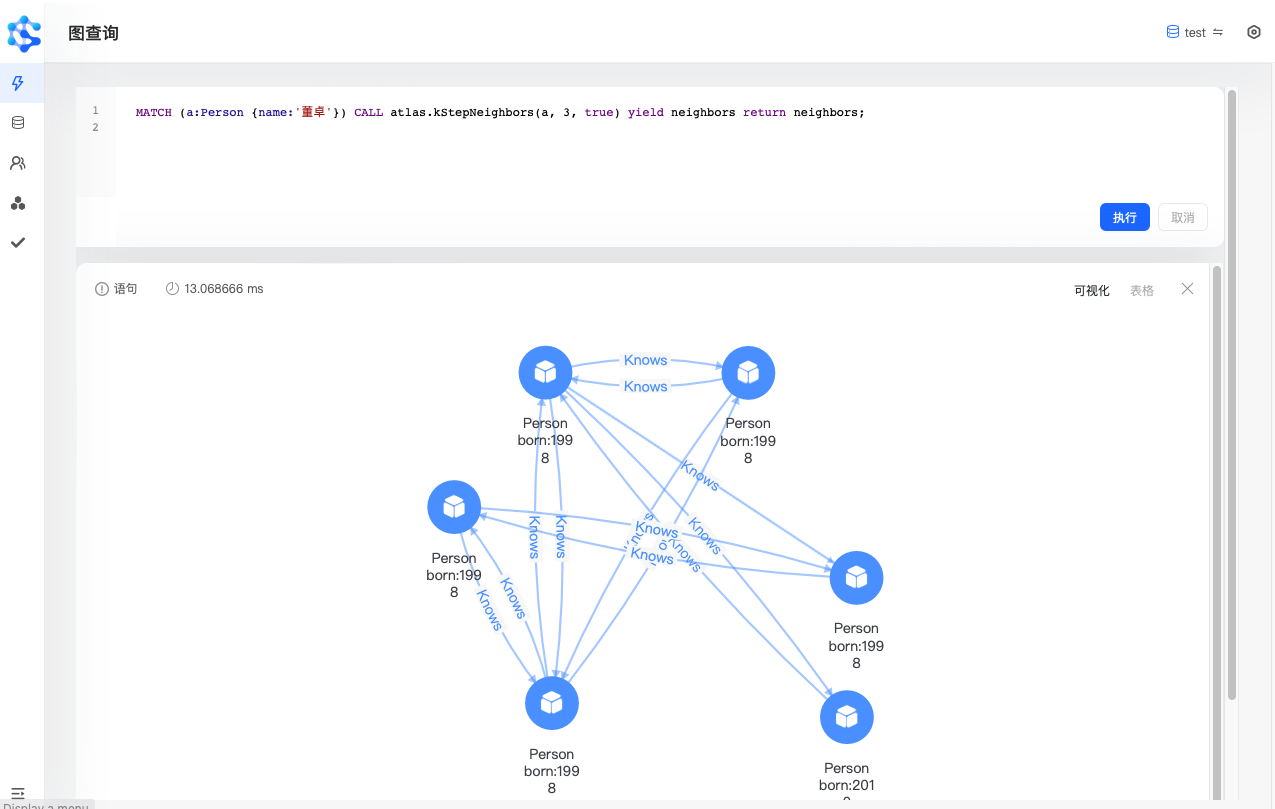 图查询
test
1
MATCH (a:Person {name:'董卓'}) CALL atlas.kStepNeighbors(a, 3, true) yield neighbors return neighbors;
2
执行
取消
语句
13.068666 ms
可视化
表格
Knows
Knows
Person
born:199
8
Person
born:199
8
Knows
Knows
Knows
Knows
Knows
Knows
Knows
Knows
Person
born:199
8
Knows
Knows
Person
born:199
8
Person
born:199
8
Person
born:201
Display a menu